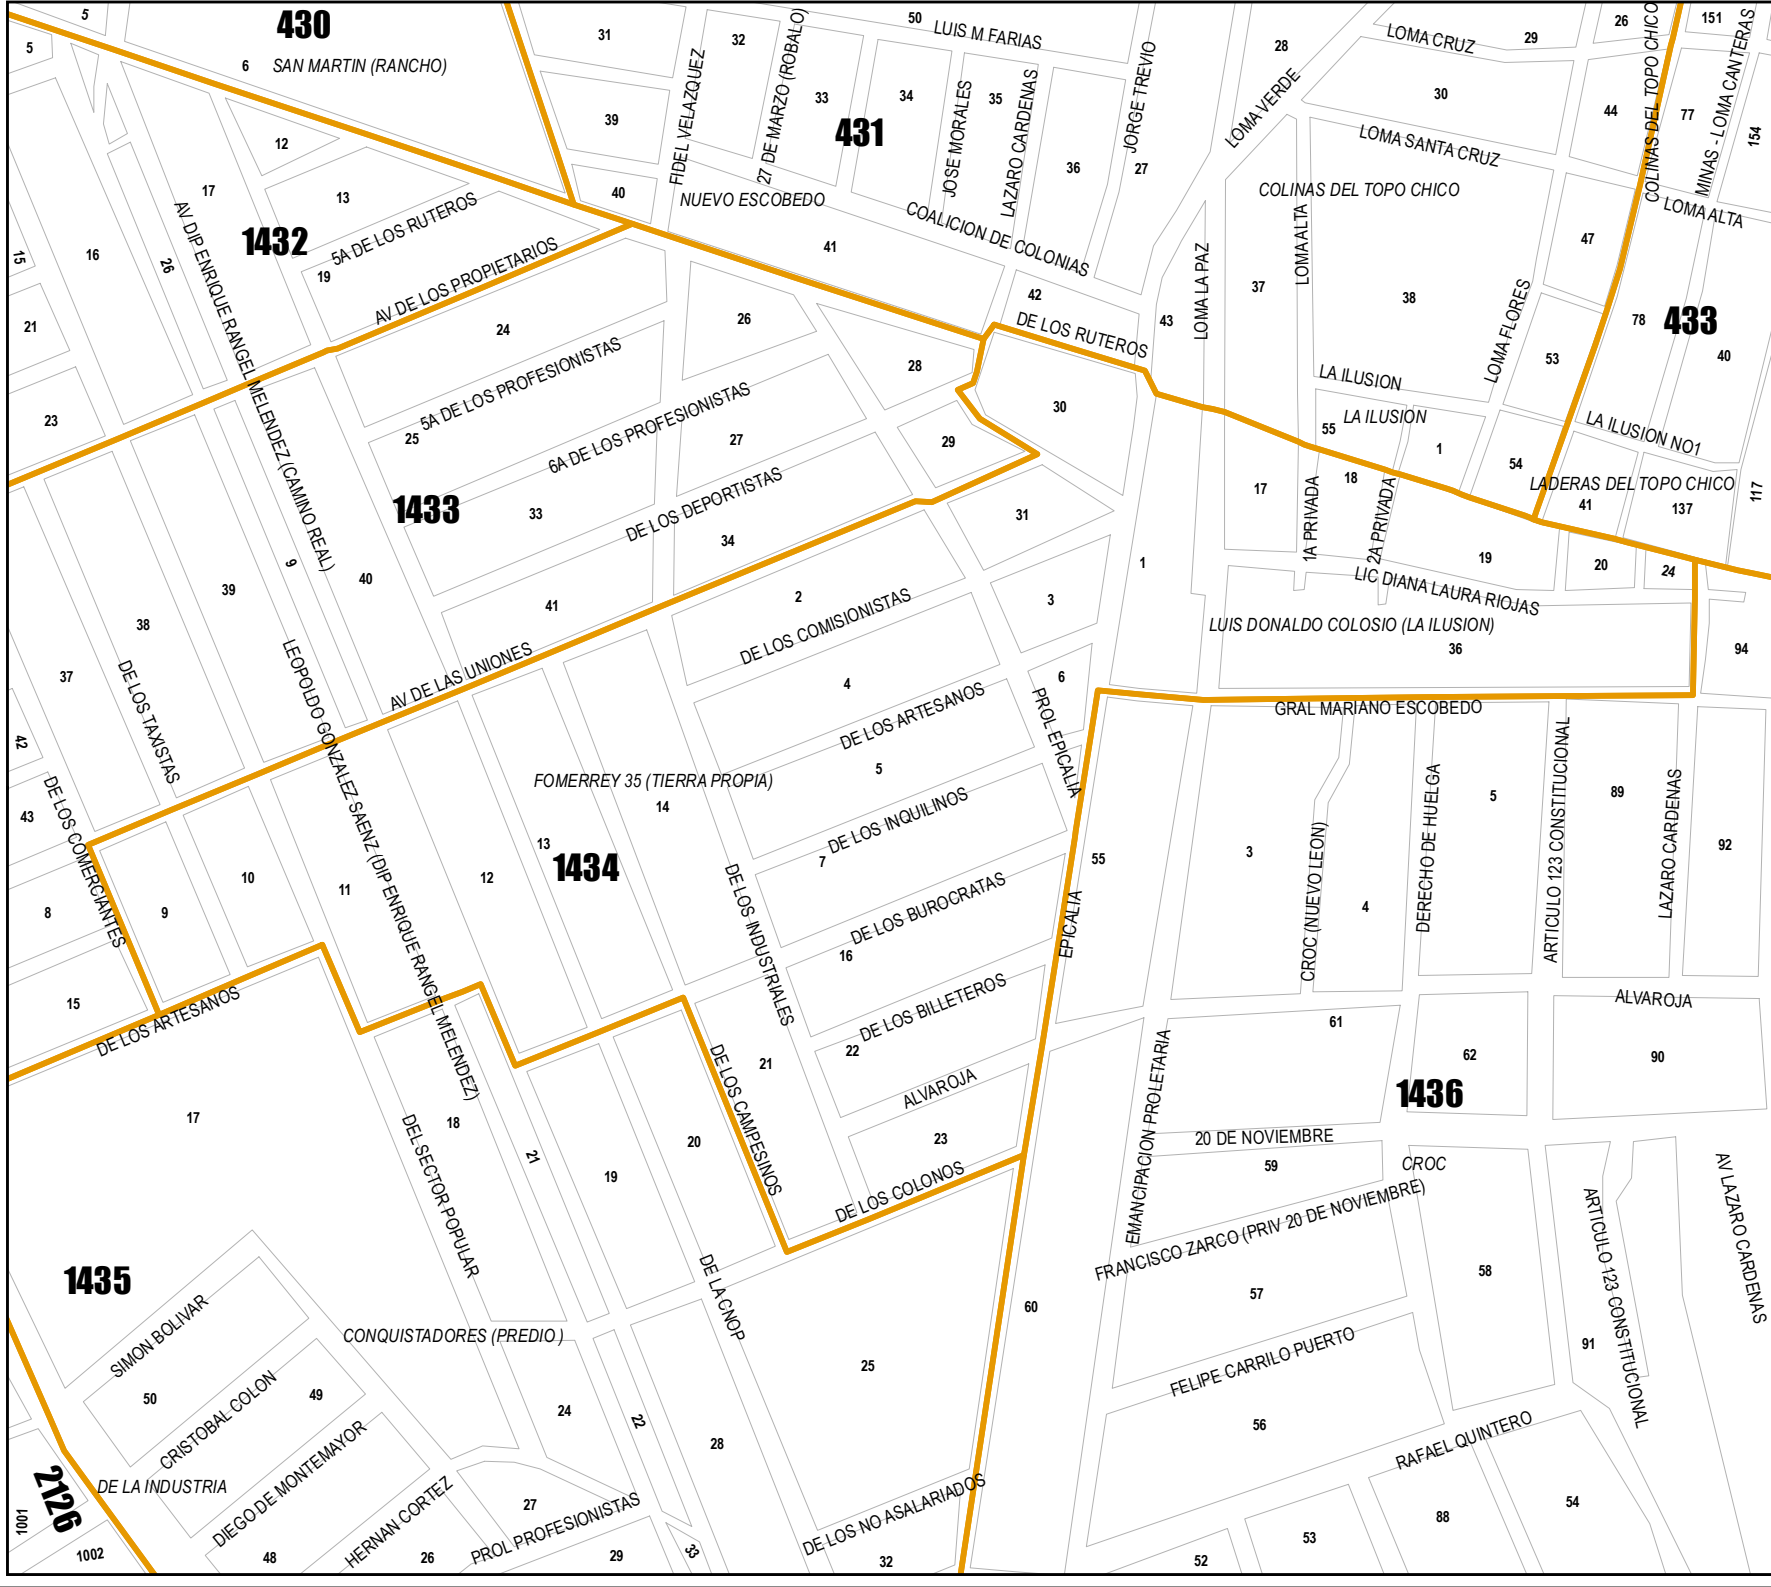 5
430
31
32
50
LUIS M FARIAS
28
LOMA CRUZ
29
26
151
5
6
SAN MARTIN (RANCHO)
FIDEL VELAZQUEZ
27 DE MARZO (ROBALO)
33
34
JOSE MORALES
35
LAZARO CARDENAS
JORGE TREVIO
LOMA VERDE
30
44
COLINAS DEL TOPO CHICO
77
MINAS - LOMA CANTERAS
154
39
431
12
36
27
LOMA SANTA CRUZ
17
13
40
NUEVO ESCOBEDO
COLINAS DEL TOPO CHICO
LOMA ALTA
AV DIP ENRIQUE RANGEL MELENDEZ (CAMINO REAL)
5A DE LOS RUTEROS
1432
COALICION DE COLONIAS
47
15
16
26
19
AV DE LOS PROPIETARIOS
41
LOMA ALTA
LOMA LA PAZ
37
38
42
43
DE LOS RUTEROS
LOMA FLORES
78
433
40
21
24
26
53
5A DE LOS PROFESIONISTAS
28
LA ILUSION
LA ILUSION
30
23
25
6A DE LOS PROFESIONISTAS
27
29
55
1
LA ILUSION NO1
54
LADERAS DEL TOPO CHICO
17
18
1A PRIVADA
2A PRIVADA
41
137
117
1433
33
DE LOS DEPORTISTAS
34
31
1
19
20
24
39
9
40
41
2
DE LOS COMISIONISTAS
3
LIC DIANA LAURA RIOJAS
LUIS DONALDO COLOSIO (LA ILUSION)
36
94
38
DE LOS TAXISTAS
37
LEOPOLDO GONZALEZ SAENZ (DIP ENRIQUE RANGEL MELENDEZ)
AV DE LAS UNIONES
4
DE LOS ARTESANOS
6
PROL EPICALIA
GRAL MARIANO ESCOBEDO
42
43
DE LOS COMERCIANTES
FOMERREY 35 (TIERRA PROPIA)
14
5
DE LOS INQUILINOS
CROC (NUEVO LEON)
DERECHO DE HUELGA
5
ARTICULO 123 CONSTITUCIONAL
89
LAZARO CARDENAS
92
13
1434
12
7
55
3
4
8
9
10
11
DE LOS INDUSTRIALES
DE LOS BUROCRATAS
16
EPICALIA
15
DE LOS ARTESANOS
DE LOS BILLETEROS
22
21
61
ALVAROJA
62
90
17
18
DEL SECTOR POPULAR
21
19
20
DE LOS CAMPESINOS
ALVAROJA
23
DE LOS COLONOS
EMANCIPACION PROLETARIA
1436
20 DE NOVIEMBRE
59
CROC
FRANCISCO ZARCO (PRIV 20 DE NOVIEMBRE)
ARTICULO 123 CONSTITUCIONAL
AV LAZARO CARDENAS
1435
SIMON BOLIVAR
CONQUISTADORES (PREDIO )
DE LA CNOP
60
57
58
FELIPE CARRILO PUERTO
91
25
50
CRISTOBAL COLON
49
24
22
28
56
RAFAEL QUINTERO
DE LA INDUSTRIA
DIEGO DE MONTEMAYOR
2126
1001
1002
48
HERNAN CORTEZ
26
27
PROL PROFESIONISTAS
29
33
DE LOS NO ASALARIADOS
32
52
53
88
54